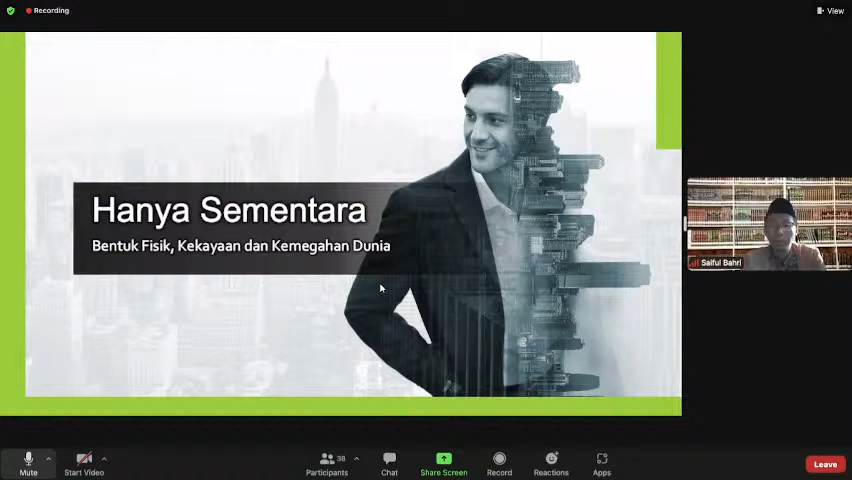 Recording
View
Hanya Sementara
Bentuk Fisik, Kekayaan dan Kemegahan Dunia
Saiful Bahri
Mute
Start Video
38
Participants
Chat
Share Screen
Record
Reactions
Apps
Leave